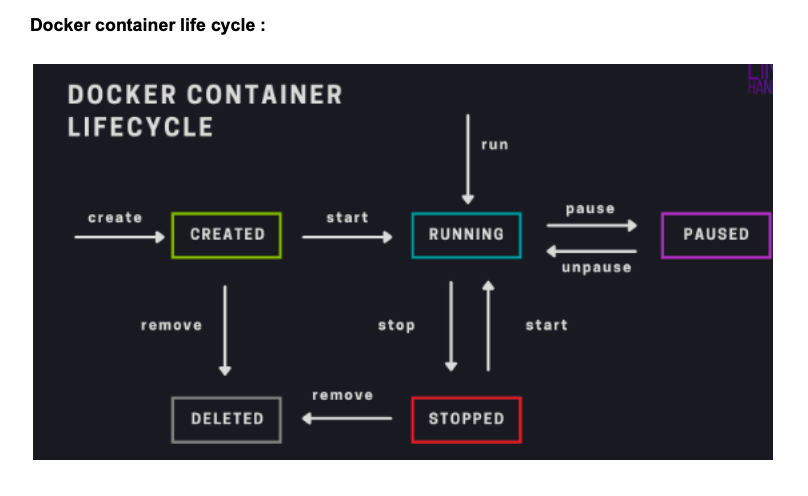 Docker container life cycle :
DOCKER CONTAINER
LIFECYCLE
run
create
CREATED
start
RUNNING
pause
unpause
PAUSED
remove
stop
start
DELETED
remove
STOPPED